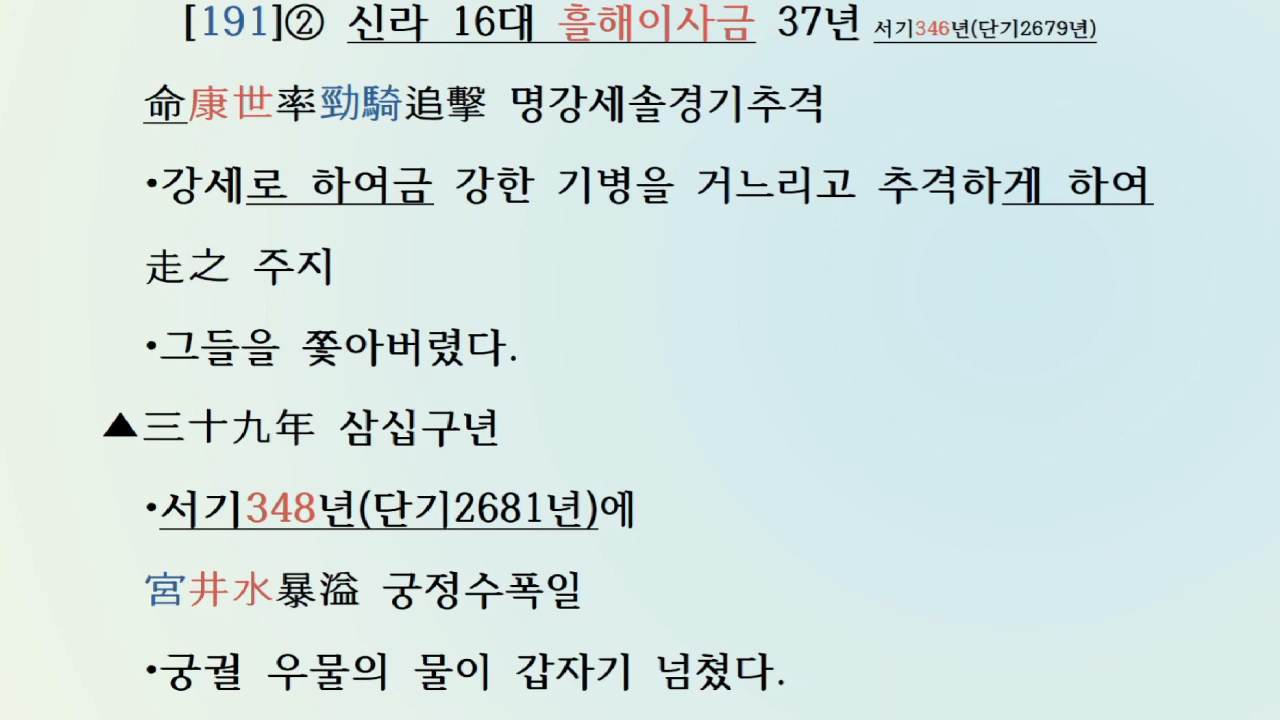 [191]② 신라 16대 흘해이사금 37년 서기346년(단기2679년)
命康世率勁騎追擊 명강세솔경기추격
•강세로 하여금 강한 기병을 거느리고 추격하게 하여
走之 주지
•그들을 쫓아버렸다.
▲三十九年 삼십구년
•서기348년(단기2681년)에
宮井水暴溢 궁정수폭일
•궁궐 우물의 물이 갑자기 넘쳤다.